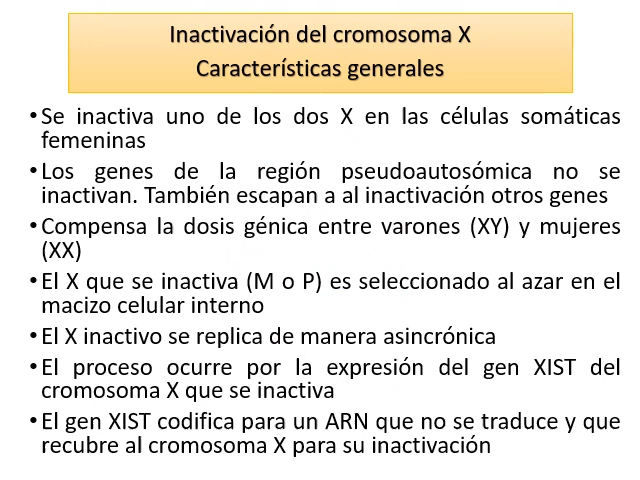 Inactivación del cromosoma X
Características generales
•Se inactiva uno de los dos X en las células somáticas
femeninas
•Los genes de la región pseudoautosómica no se
inactivan. También escapan a al inactivación otros genes
•Compensa la dosis génica entre varones (XY) y mujeres
(XX)
•El X que se inactiva (M o P) es seleccionado al azar en el
macizo celular interno
•El X inactivo se replica de manera asincrónica
•El proceso ocurre por la expresión del gen XIST del
cromosoma X que se inactiva
•El gen XIST codifica para un ARN que no se traduce y que
recubre al cromosoma X para su inactivación